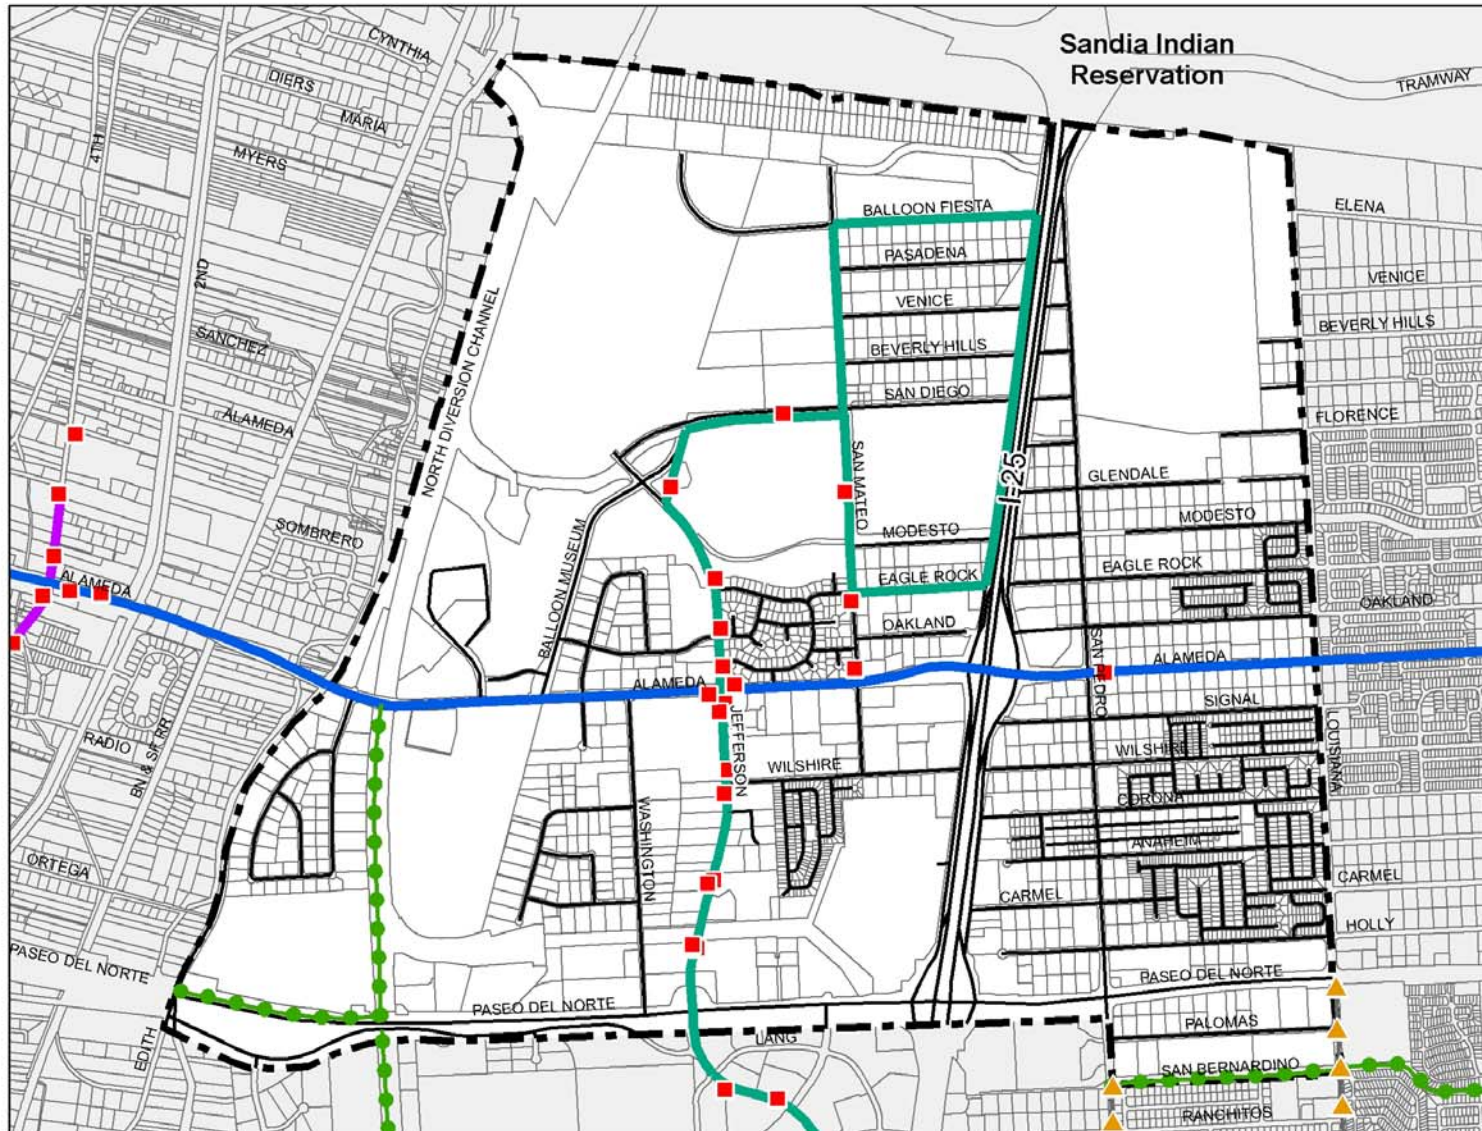 Sandia Indian
Reservation
TRAMWAY
CYNTHIA
DIERS
MARIA
4TH
MYERS
2ND
BALLOON FIESTA
ELENA
PASADENA
VENICE
VENICE
NORTH DIVERSION CHANNEL
SANCHEZ
BEVERLY HILLS
BEVERLY HILLS
SAN DIEGO
ALAMEDA
FLORENCE
SAN MATEO
I-25
GLENDALE
SOMBRERO
MODESTO
MODESTO
BALLOON MUSEUM
EAGLE ROCK
EAGLE ROCK
ALAMEDA
OAKLAND
OAKLAND
SAN PEDRO
ALAMEDA
ALAMEDA
SIGNAL
JEFFERSON
LOUISIANA
RADIO
BN & SF RR
WILSHIRE
WILSHIRE
CORONA
WASHINGTON
ANAHEIM
ORTEGA
CARMEL
CARMEL
HOLLY
PASEO DEL NORTE
PASEO DEL NORTE
PASEO DEL NORTE
EDITH
LANG
PALOMAS
SAN BERNARDINO
RANCHITOS